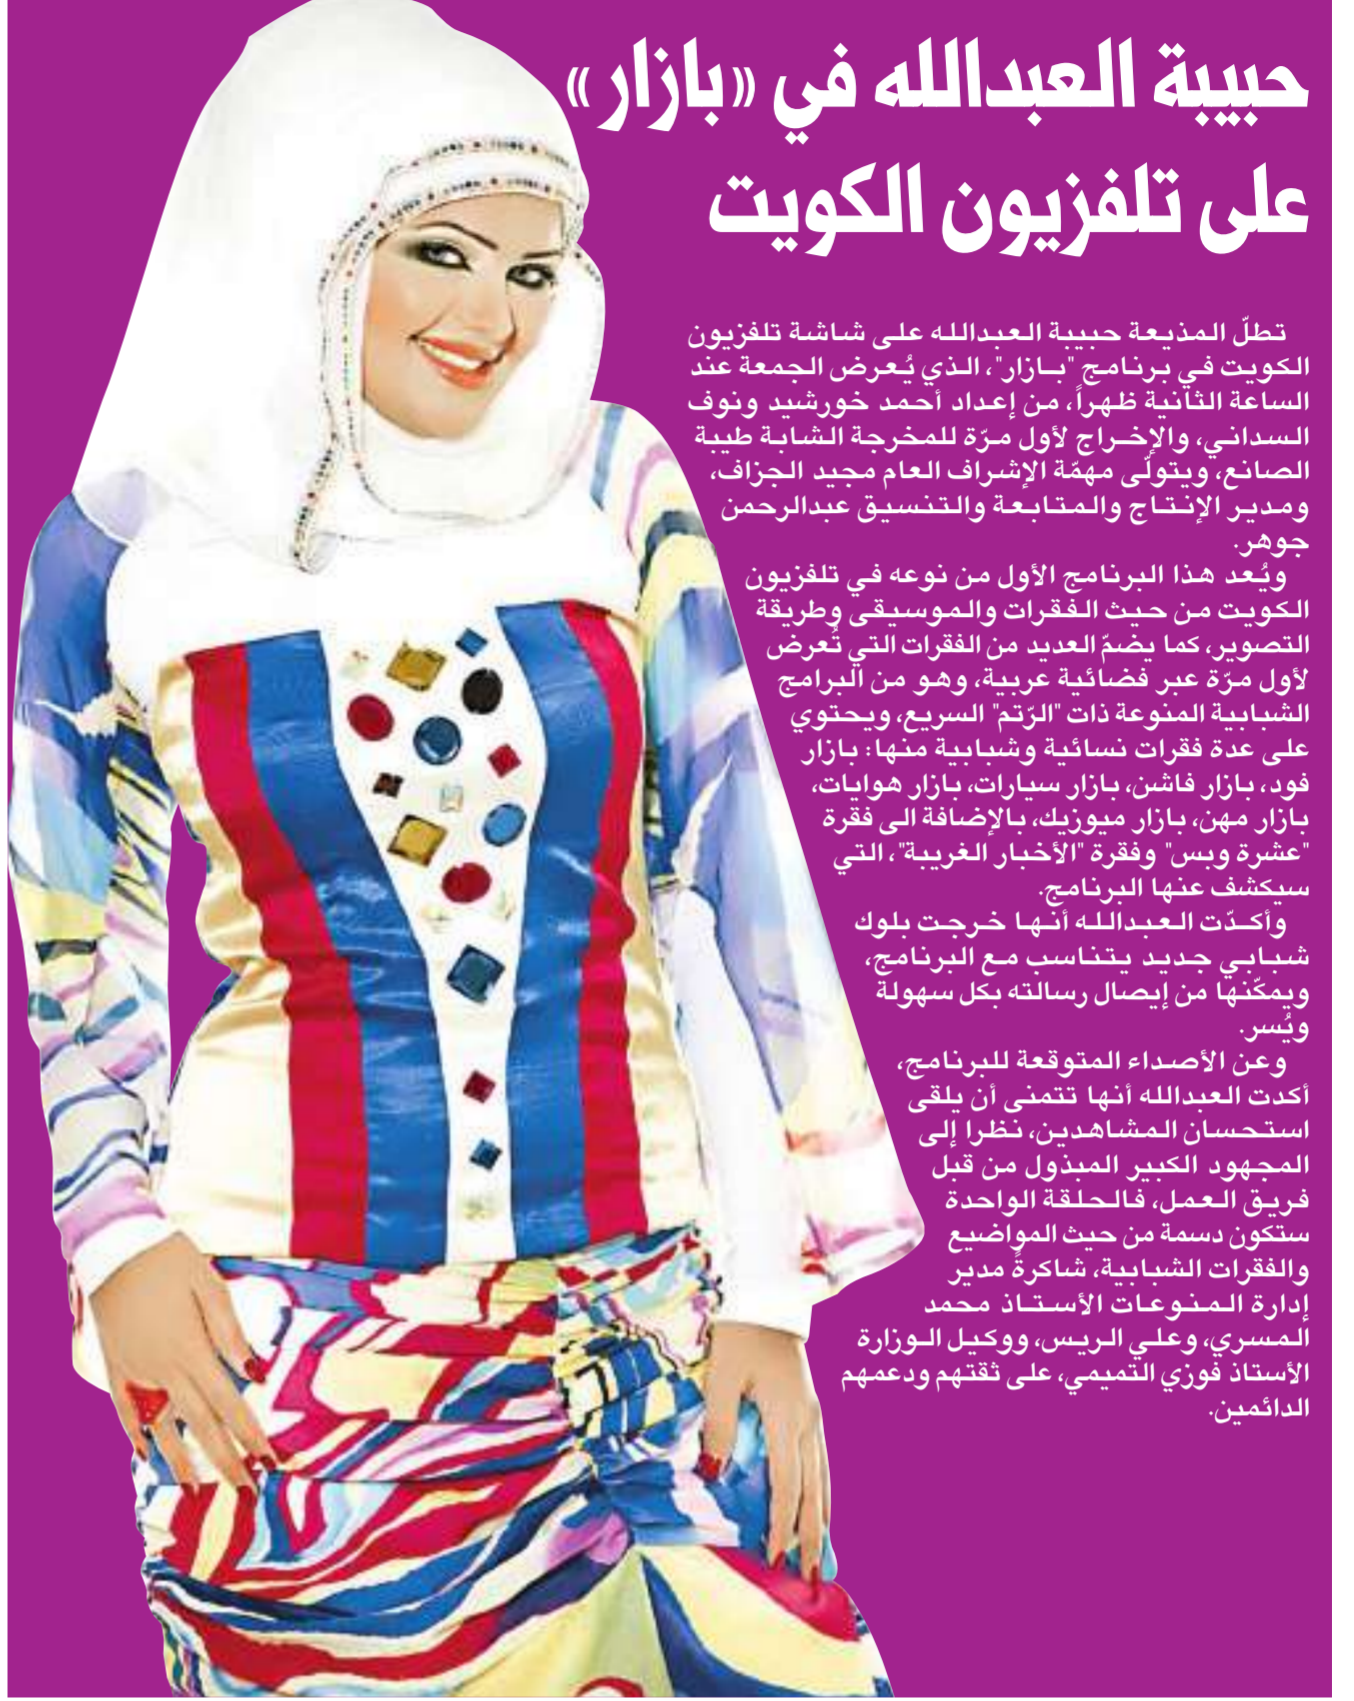 حبيبة العبدالله في «بازار»
على تلفزيون الكويت
تطلّ المذيعة حبيبة العبدالله على شاشة تلفزيون
الكويت في برنامج "بازار"، الذي يُعرض الجمعة عند
الساعة الثانية ظهراً، من إعداد أحمد خورشيد ونوف
السداني، والإخراج لأول مرّة للمخرجة الشابة طيبة
الصانع، ويتولّى مهمّة الإشراف العام مجيد الجزاف،
ومدير الإنتاج والمتابعة والتنسيق عبدالرحمن
جوهر.
ويُعد هذا البرنامج الأول من نوعه في تلفزيون
الكويت من حيث الفقرات والموسيقى وطريقة
التصوير، كما يضمّ العديد من الفقرات التي تُعرض
لأول مرّة عبر فضائية عربية، وهو من البرامج
الشبابية المنوعة ذات "الرّتم" السريع، ويحتوي
على عدة فقرات نسائية وشبابية منها: بازار
فود، بازار فاشن، بازار سيارات، بازار هوايات،
بازار مهن، بازار ميوزيك، بالإضافة الى فقرة
"عشرة وبس" وفقرة "الأخبار الغريبة"، التي
سيكشف عنها البرنامج.
وأكدّت العبدالله أنها خرجت بلوك
شبابي جديد يتناسب مع البرنامج،
ويمكّنها من إيصال رسالته بكل سهولة
ويُسر.
وعن الأصداء المتوقعة للبرنامج،
أكدت العبدالله أنها تتمنى أن يلقى
استحسان المشاهدين، نظرا إلى
المجهود الكبير المبذول من قبل
فريق العمل، فالحلقة الواحدة
ستكون دسمة من حيث المواضيع
والفقرات الشبابية، شاكرةً مدير
إدارة المنوعات الأستاذ محمد
المسري، وعلي الريس، ووكيل الوزارة
الأستاذ فوزي التميمي، على ثقتهم ودعمهم
الدائمين.